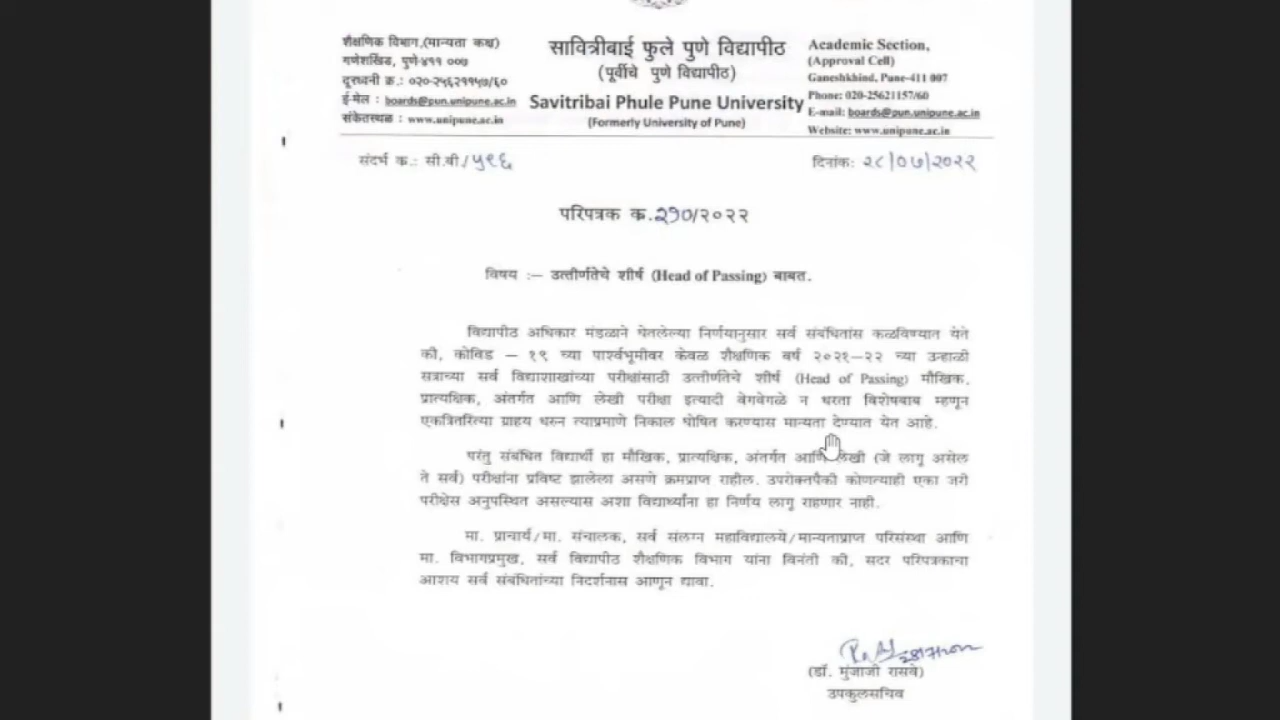 शैक्षणिक विभाग,(मान्यता कक्ष)
गणेशखिंड, पुणे-४११ ००७
दूरध्वनी क्र.: ०२०-२५६२११५७/६०
ई-मेल : boards@pun.unipune.ac.in
संकेतस्थळ : www.unipune.ac.in
सावित्रीबाई फुले पुणे विद्यापीठ
(पूर्वीचे पुणे विद्यापीठ)
Savitribai Phule Pune University
(Formerly University of Pune)
Academic Section,
(Approval Cell)
Ganeshkhind, Pune-411 007
Phone: 020-25621157/60
E-mail: boards@pun.unipune.ac.in
Website: www.unipune.ac.in
संदर्भ क्र.: सी.बी./५९६
दिनांक: २८/०७/२०२२
परिपत्रक क्र.२१०/२०२२
विषय :— उत्तीर्णतेचे शीर्ष (Head of Passing) बाबत.
विद्यापीठ अधिकार मंडळाने घेतलेल्या निर्णयानुसार सर्व संबंधितांस कळविण्यात येते
की, कोविड — १९ च्या पार्श्वभूमीवर केवळ शैक्षणिक वर्ष २०२१—२२ च्या उन्हाळी
सत्राच्या सर्व विद्याशाखांच्या परीक्षांसाठी उत्तीर्णतेचे शीर्ष (Head of Passing) मौखिक,
प्रात्यक्षिक, अंतर्गत आणि लेखी परीक्षा इत्यादी वेगवेगळे न धरता विशेषबाब म्हणून
एकत्रितरित्या ग्राहय धरुन त्याप्रमाणे निकाल घोषित करण्यास मान्यता देण्यात येत आहे.
परंतु संबंधित विद्यार्थी हा मौखिक, प्रात्यक्षिक, अंतर्गत आणि लेखी (जे लागू असेल
ते सर्व) परीक्षांना प्रविष्ट झालेला असणे क्रमप्राप्त राहील. उपरोक्तपैकी कोणत्याही एका जरी
परीक्षेस अनुपस्थित असल्यास अशा विद्यार्थ्यांना हा निर्णय लागू राहणार नाही.
मा. प्राचार्य/मा. संचालक, सर्व संलग्न महाविद्यालये/मान्यताप्राप्त परिसंस्था आणि
मा. विभागप्रमुख, सर्व विद्यापीठ शैक्षणिक विभाग यांना विनंती की, सदर परिपत्रकाचा
आशय सर्व संबंधितांच्या निदर्शनास आणून द्यावा.
(डॉ. मुंजाजी रासवे)
उपकुलसचिव